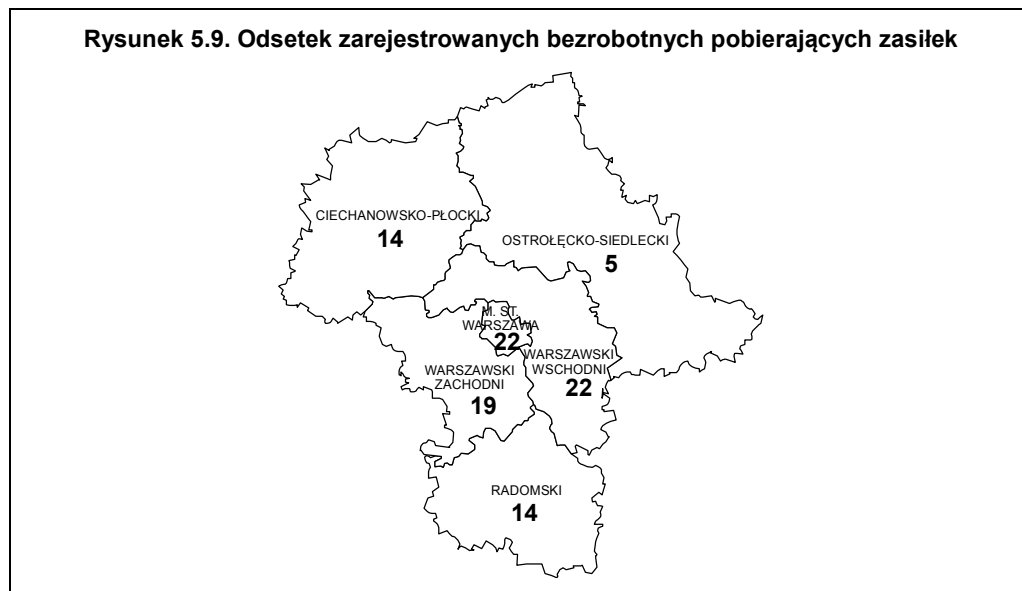 Rysunek 5.9. Odsetek zarejestrowanych bezrobotnych pobierających zasiłek
CIECHANOWSKO-PŁOCKI
14
OSTROŁĘCKO-SIEDLECKI
5
M. ST.
WARSZAWA
22
WARSZAWSKI
WSCHODNI
22
WARSZAWSKI
ZACHODNI
19
RADOMSKI
14